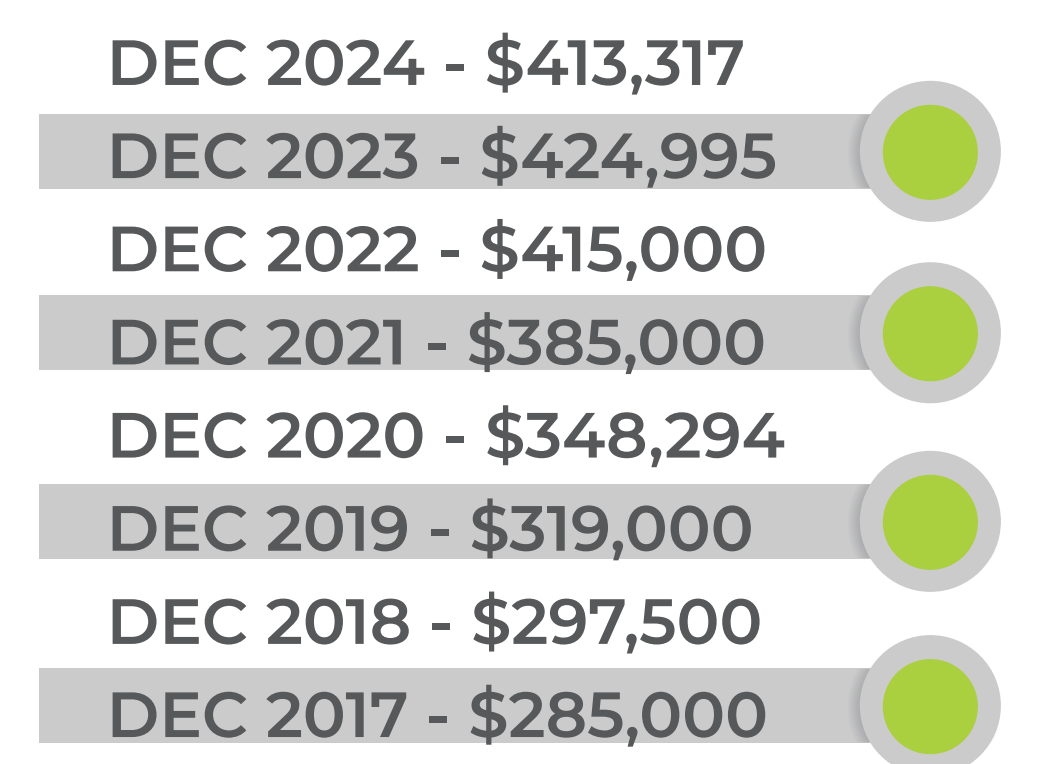 DEC 2024 - $413,317
DEC 2023 - $424,995
DEC 2022 - $415,000
DEC 2021 - $385,000
DEC 2020 - $348,294
DEC 2019 - $319,000
DEC 2018 - $297,500
DEC 2017 - $285,000